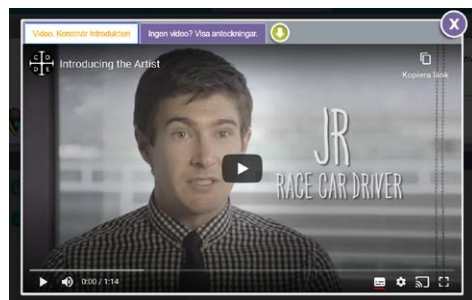 Video. Konstnär Introduktion
Ingen video? Visa anteckningar.
X
C O
D E
Introducing the Artist
Kopiera länk
JR
RACE CAR DRIVER
0:00 / 1:14